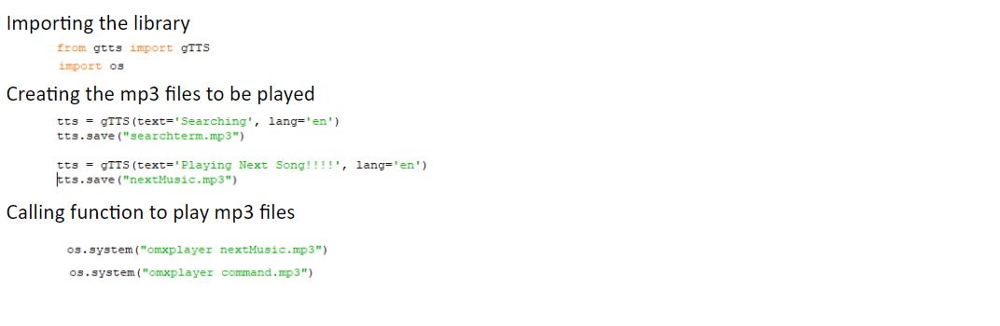 Importing the library
from gtts import gTTS
import os
Creating the mp3 files to be played
tts = gTTS(text='Searching', lang='en')
tts.save("searchterm.mp3")
tts = gTTS(text='Playing Next Song!!!!', lang='en')
tts.save("nextMusic.mp3")
Calling function to play mp3 files
os.system("omxplayer nextMusic.mp3")
os.system("omxplayer command.mp3")